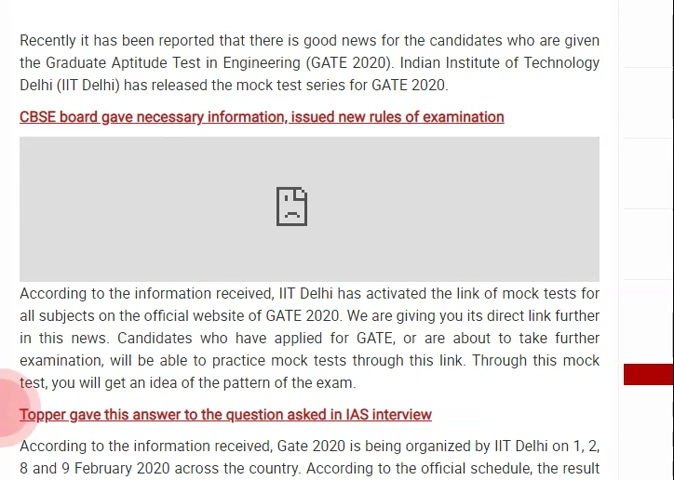 Recently it has been reported that there is good news for the candidates who are given
the Graduate Aptitude Test in Engineering (GATE 2020). Indian Institute of Technology
Delhi (IIT Delhi) has released the mock test series for GATE 2020.
CBSE board gave necessary information, issued new rules of examination
According to the information received, IIT Delhi has activated the link of mock tests for
all subjects on the official website of GATE 2020. We are giving you its direct link further
in this news. Candidates who have applied for GATE, or are about to take further
examination, will be able to practice mock tests through this link. Through this mock
test, you will get an idea of the pattern of the exam.
Topper gave this answer to the question asked in IAS interview
According to the information received, Gate 2020 is being organized by IIT Delhi on 1, 2,
8 and 9 February 2020 across the country. According to the official schedule, the result